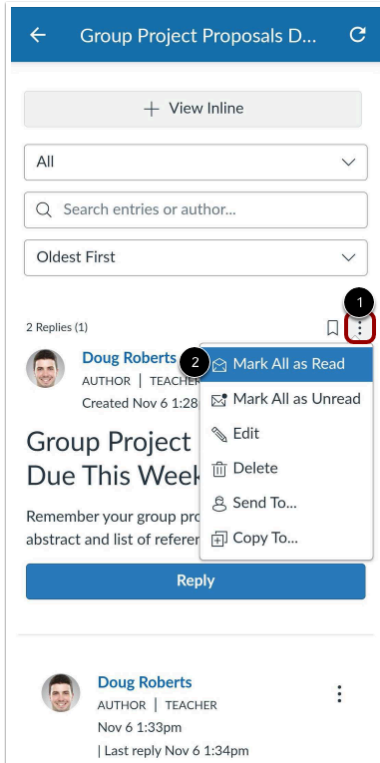 Group Project Proposals D...
+ View Inline
All
Search entries or author...
Oldest First
1
2 Replies (1)
Doug Roberts
2
Mark All as Read
AUTHOR | TEACHER
Mark All as Unread
Created Nov 6 1:28
Edit
Group Project
Delete
Due This Week
Send To...
Remember your group pro
abstract and list of referer
Copy To...
Reply
Doug Roberts
AUTHOR | TEACHER
Nov 6 1:33pm
| Last reply Nov 6 1:34pm